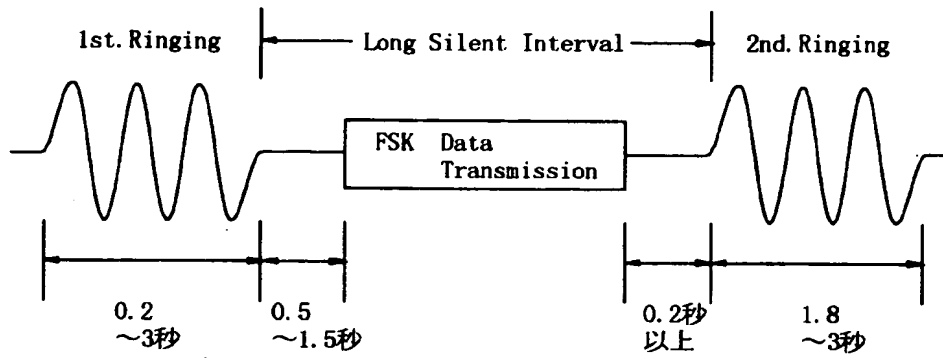 1st.Ringing
Long Silent Interval
2nd.Ringing
FSK Data
Transmission
0.2
～3秒
0.5
～1.5秒
0.2秒
以上
1.8
～3秒